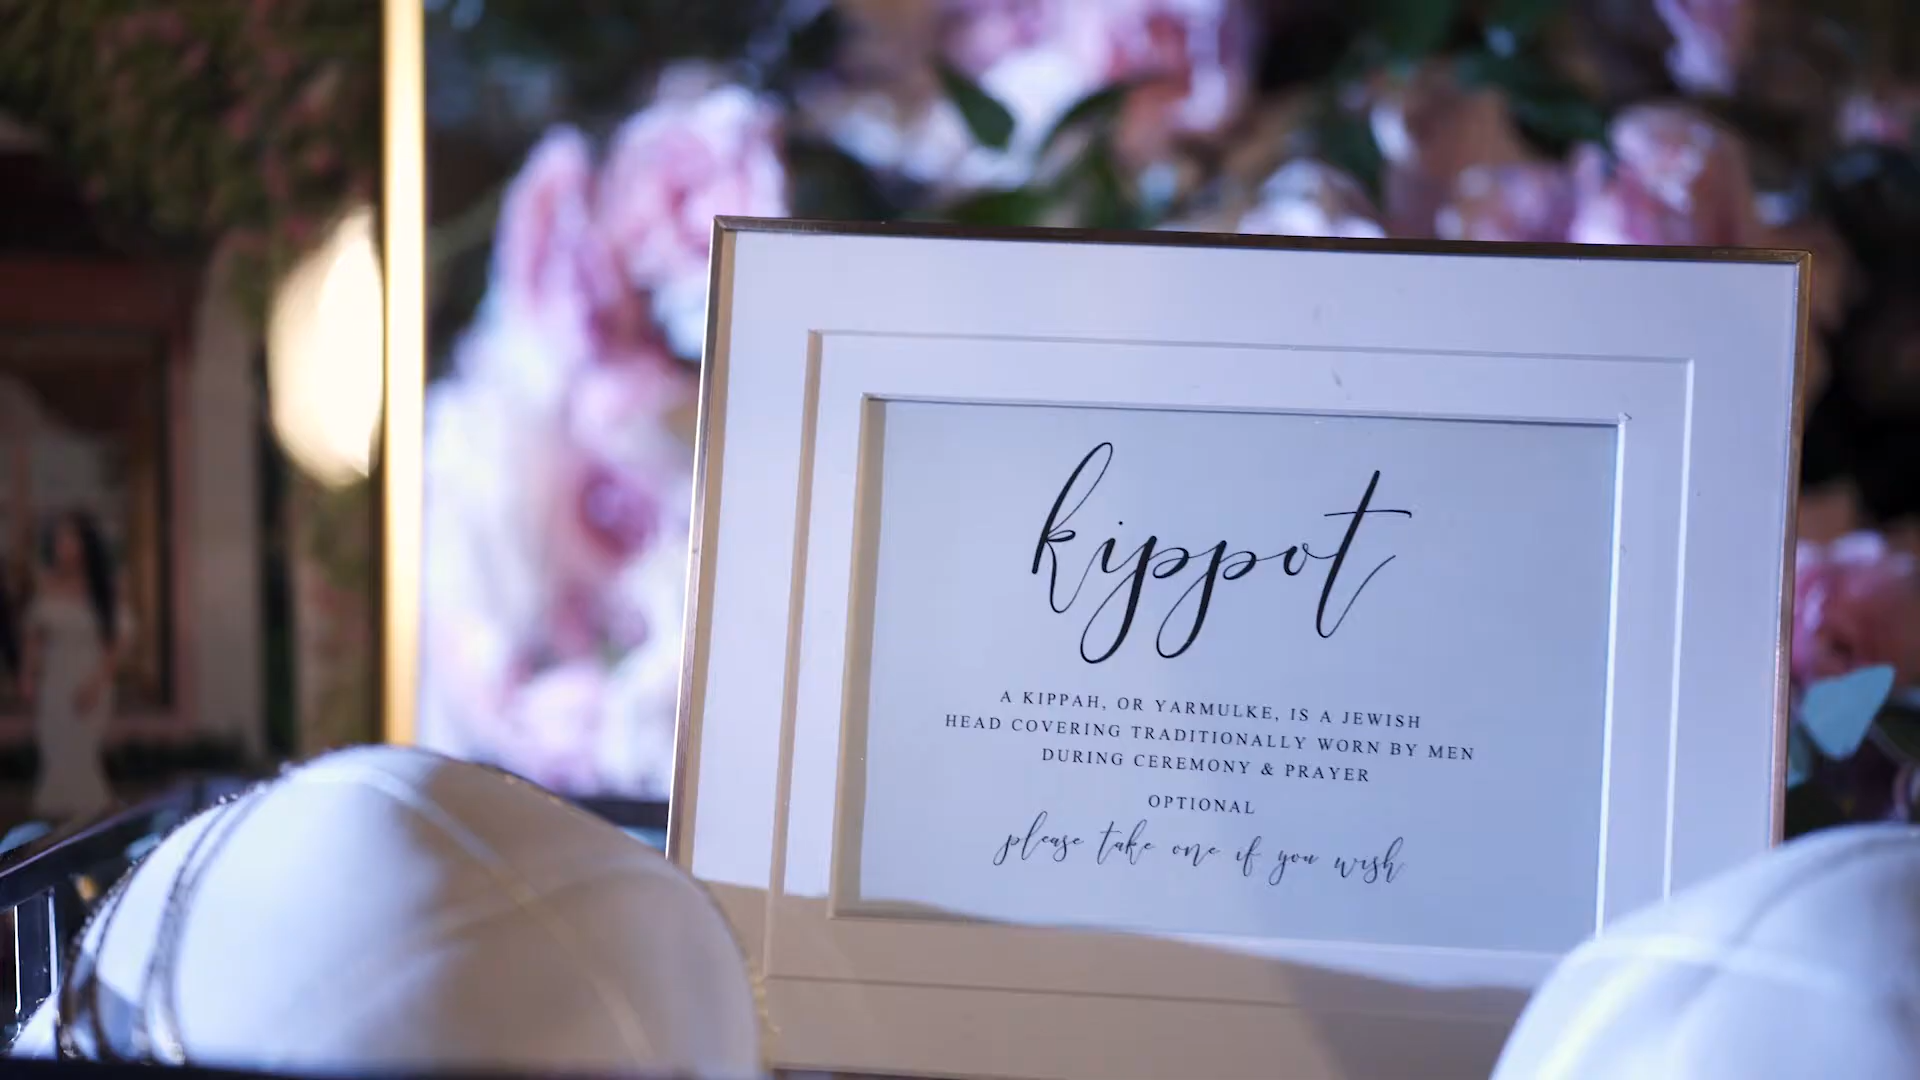 kippot
A KIPPAH, OR YARMULKE, IS A JEWISH
HEAD COVERING TRADITIONALLY WORN BY MEN
DURING CEREMONY & PRAYER
OPTIONAL
please take one if you wish